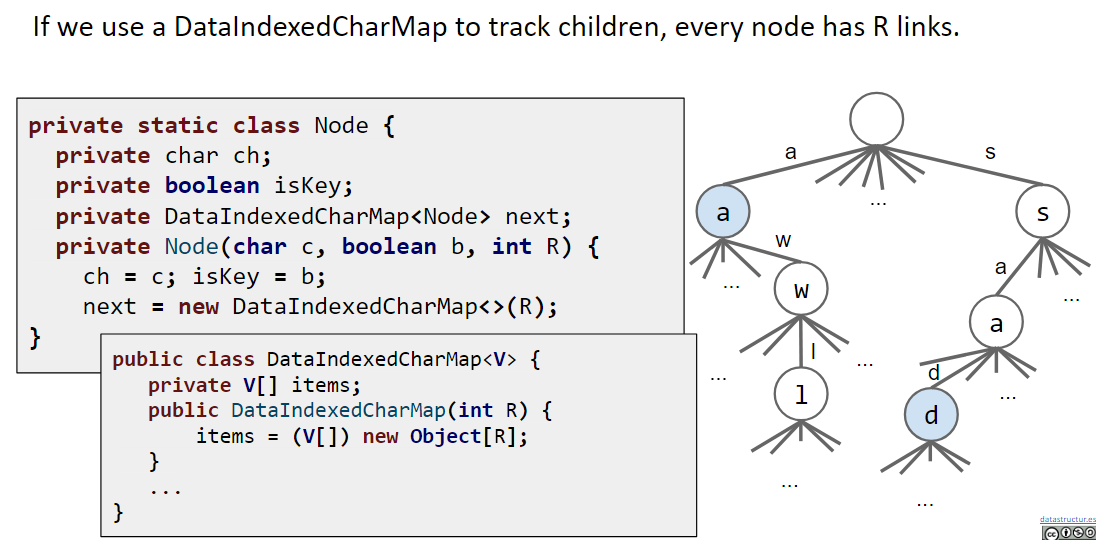 If we use a DataIndexedCharMap to track children, every node has R links.
private static class Node {
private char ch;
private boolean isKey;
private DataIndexedCharMap<Node> next;
private Node(char c, boolean b, int R) {
ch = c; isKey = b;
next = new DataIndexedCharMap<>(R);
}
public class DataIndexedCharMap<V> {
private V[] items;
public DataIndexedCharMap(int R) {
items = (V[]) new Object[R];
}
...
}
a
s
...
a
s
w
a
...
...
w
a
l
...
...
d
...
l
d
...
...
datastructur.es
cc